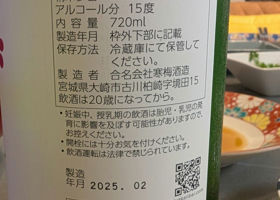 アルコール分 15度
内容量 720ml
製造年月 枠外下部に記載
保存方法 冷蔵庫にて保管して
ください。
製造者 合名会社寒梅酒造
宮城県大崎市古川柏崎字境田15
飲酒は20歳になってから。
・妊娠中、授乳期の飲酒は胎児・乳児の発
育に影響を及ぼす可能性がありますので、
お控えください。
・開栓には十分お気を付けください。
・飲酒運転は法律で禁じられています。
製造
年月 2025. 02